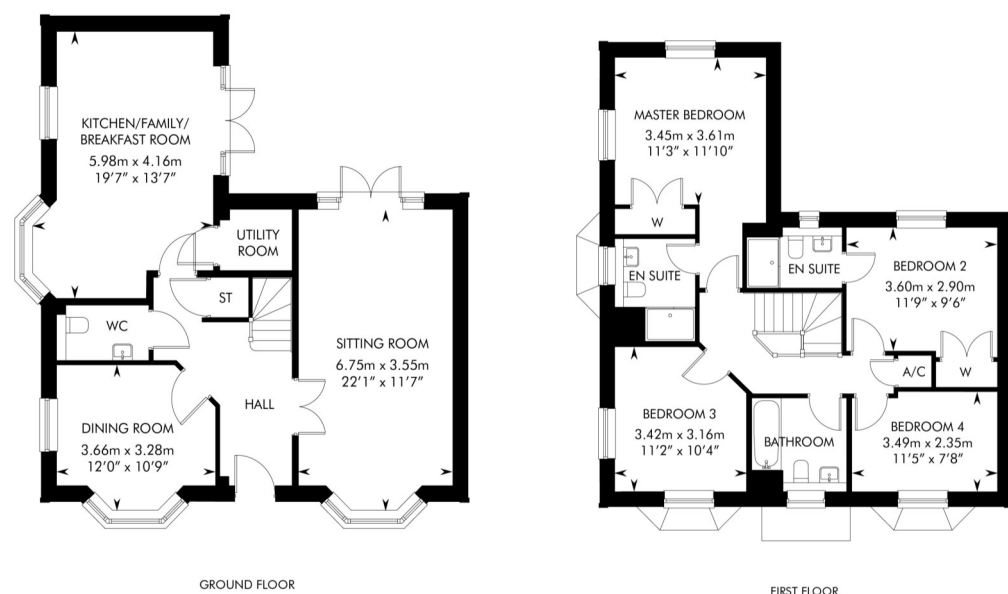 KITCHEN/FAMILY/
BREAKFAST ROOM
5.98m x 4.16m
19'7" x 13'7"
UTILITY
ROOM
ST
WC
SITTING ROOM
6.75m x 3.55m
22'1" x 11'7"
HALL
DINING ROOM
3.66m x 3.28m
12'0" x 10'9"
GROUND FLOOR
MASTER BEDROOM
3.45m x 3.61m
11'3" x 11'10"
W
EN SUITE
EN SUITE
BEDROOM 2
3.60m x 2.90m
11'9" x 9'6"
A/C
W
BEDROOM 3
3.42m x 3.16m
11'2" x 10'4"
BATHROOM
BEDROOM 4
3.49m x 2.35m
11'5" x 7'8"
FIRST FLOOR